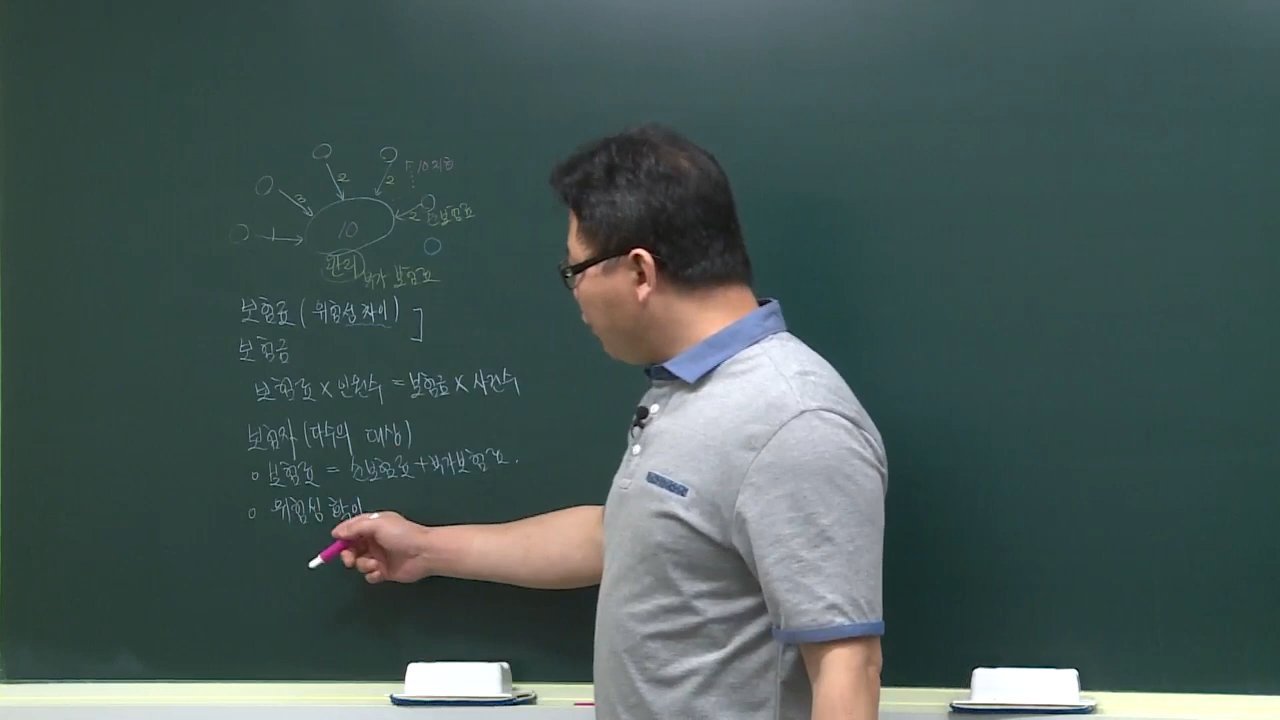 3
2
2
2
1
10
순보험료
관리
부가 보험료
보험료 (위험성 차이)
보험금
보험료 × 인원수 = 보험금 × 사건수
보험자 (다수의 대상)
보험료 = 순보험료 + 부가보험료.
위험성 확인